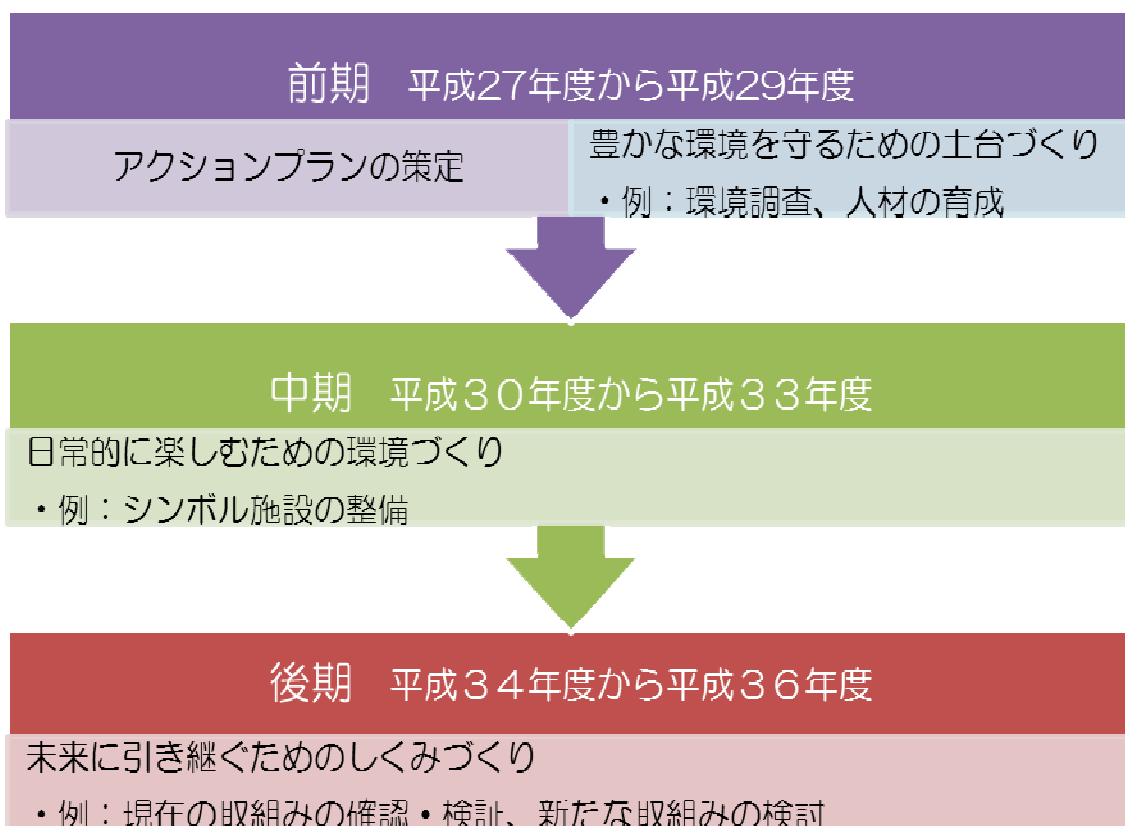 前期　平成27年度から平成29年度
アクションプランの策定
豊かな環境を守るための土台づくり
・例：環境調査、人材の育成
中期　平成３０年度から平成３３年度
日常的に楽しむための環境づくり
・例：シンボル施設の整備
後期　平成３４年度から平成３６年度
未来に引き継ぐためのしくみづくり
・例：現在の取組みの確認・検証、新たな取組みの検討